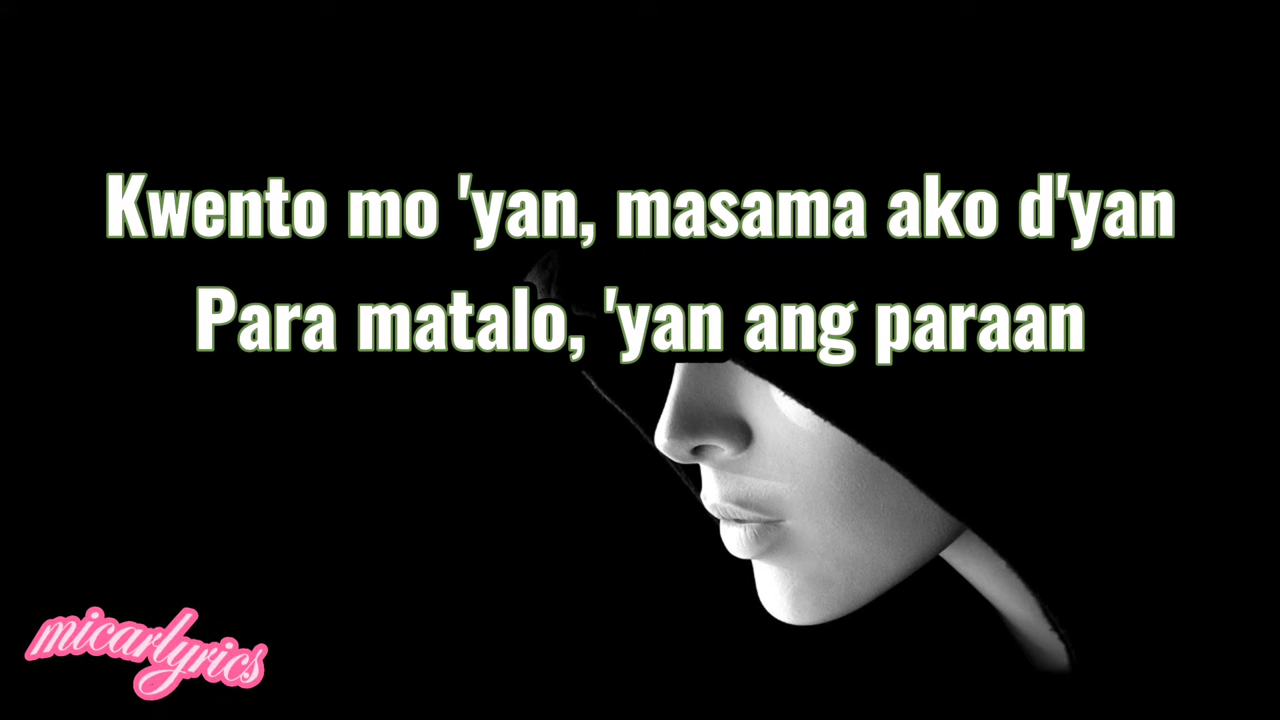 Kwento mo 'yan, masama ako d'yan
Para matalo, 'yan ang paraan
micarlyrics